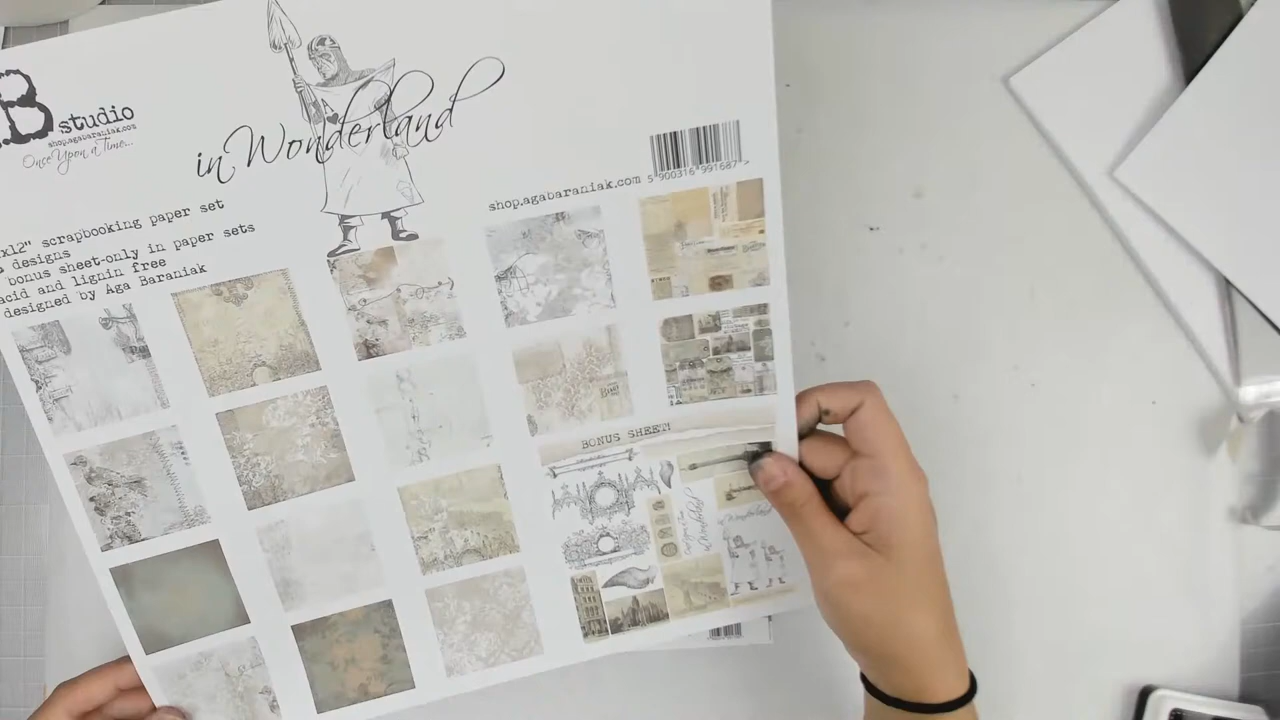 B studio
shop.agabaraniak.com
Once Upon a Time...
in Wonderland
x12" scrapbooking paper set
designs
bonus sheet-only in paper sets
acid and lignin free
designed by Aga Baraniak
shop.agabaraniak.com
5 900316 991687 >
BONUS SHEET!